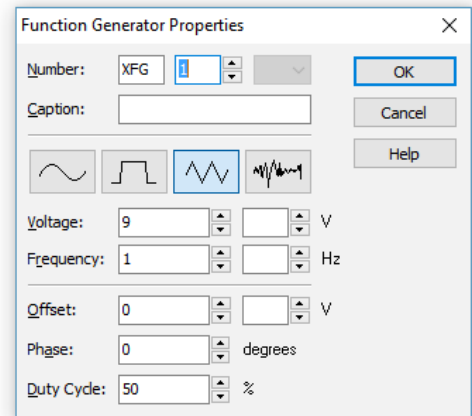 Function Generator Properties
Number: XFG 1
OK
Caption:
Cancel
Help
Voltage: 9 V
Frequency: 1 Hz
Offset: 0 V
Phase: 0 degrees
Duty Cycle: 50 %